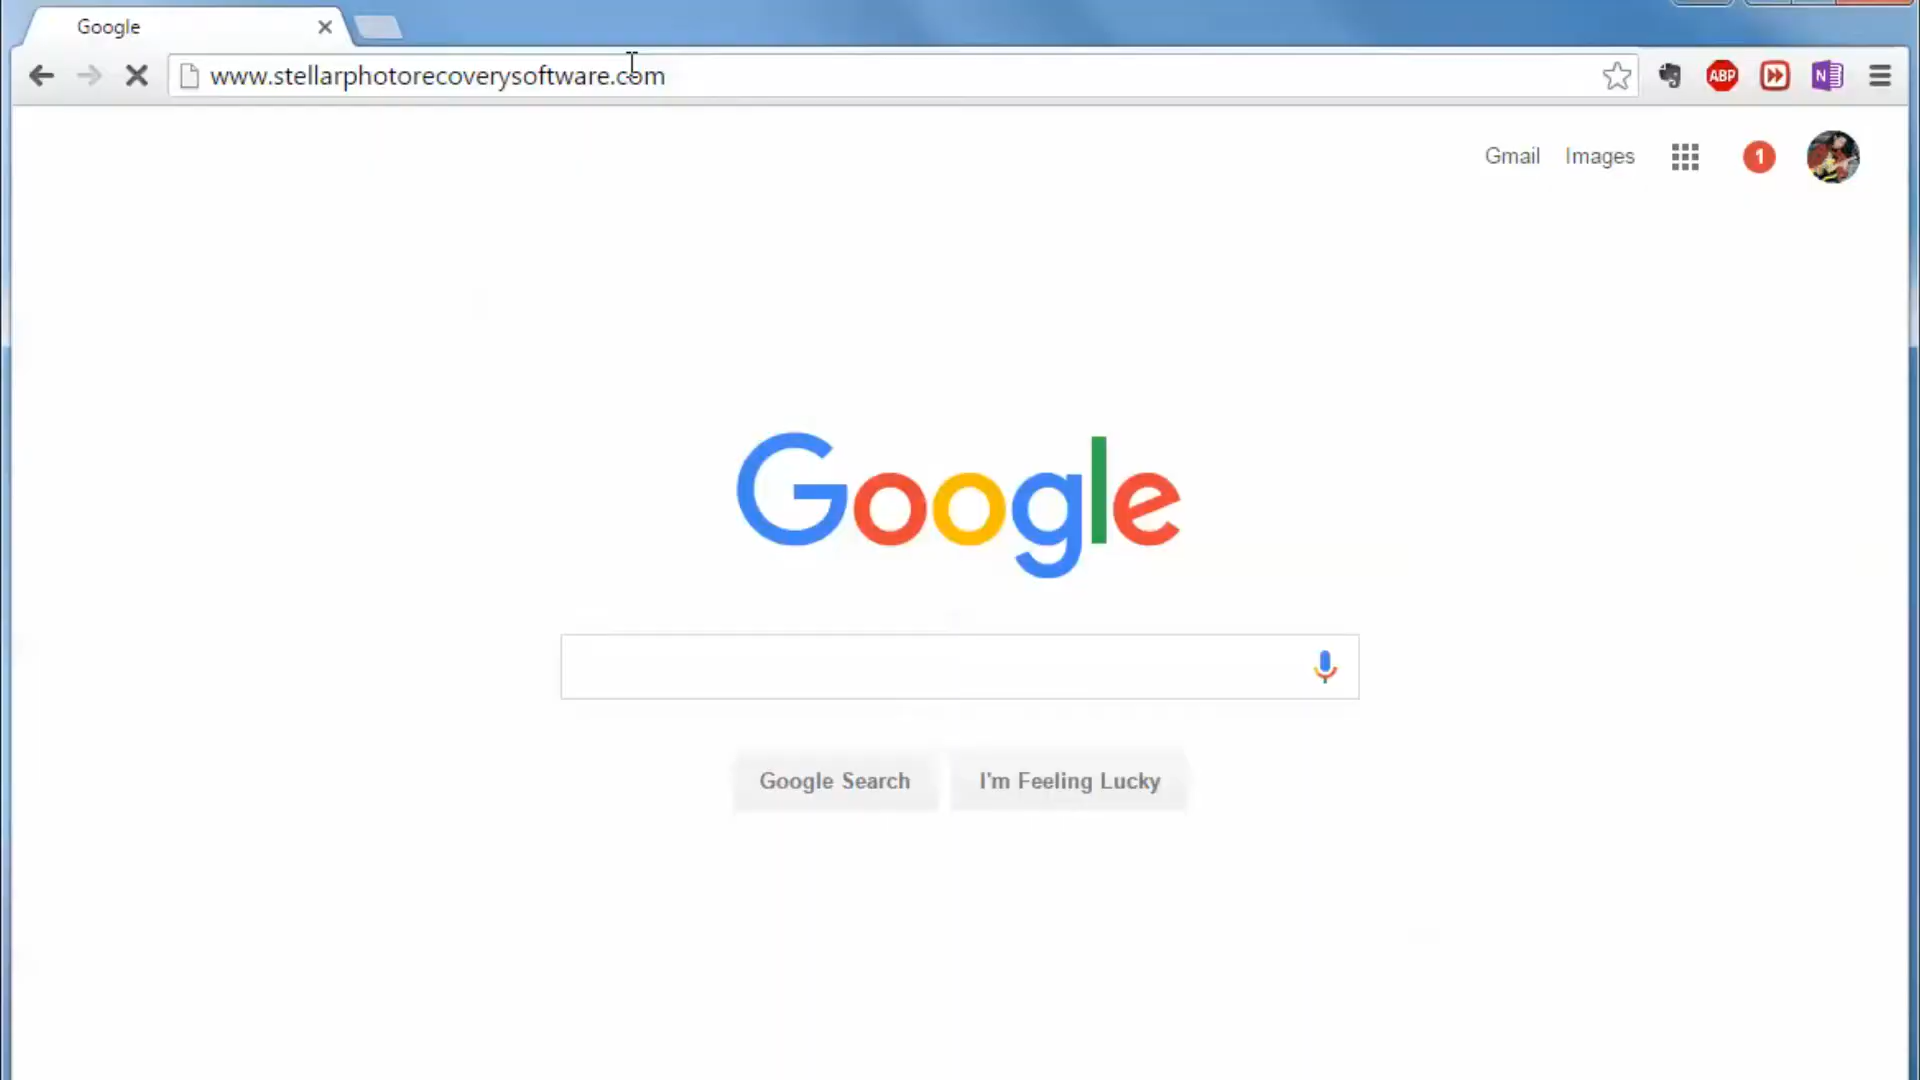 Google
www.stellarphotorecoverysoftware.com
ABP
N
Gmail Images 1
Google
Google Search I'm Feeling Lucky